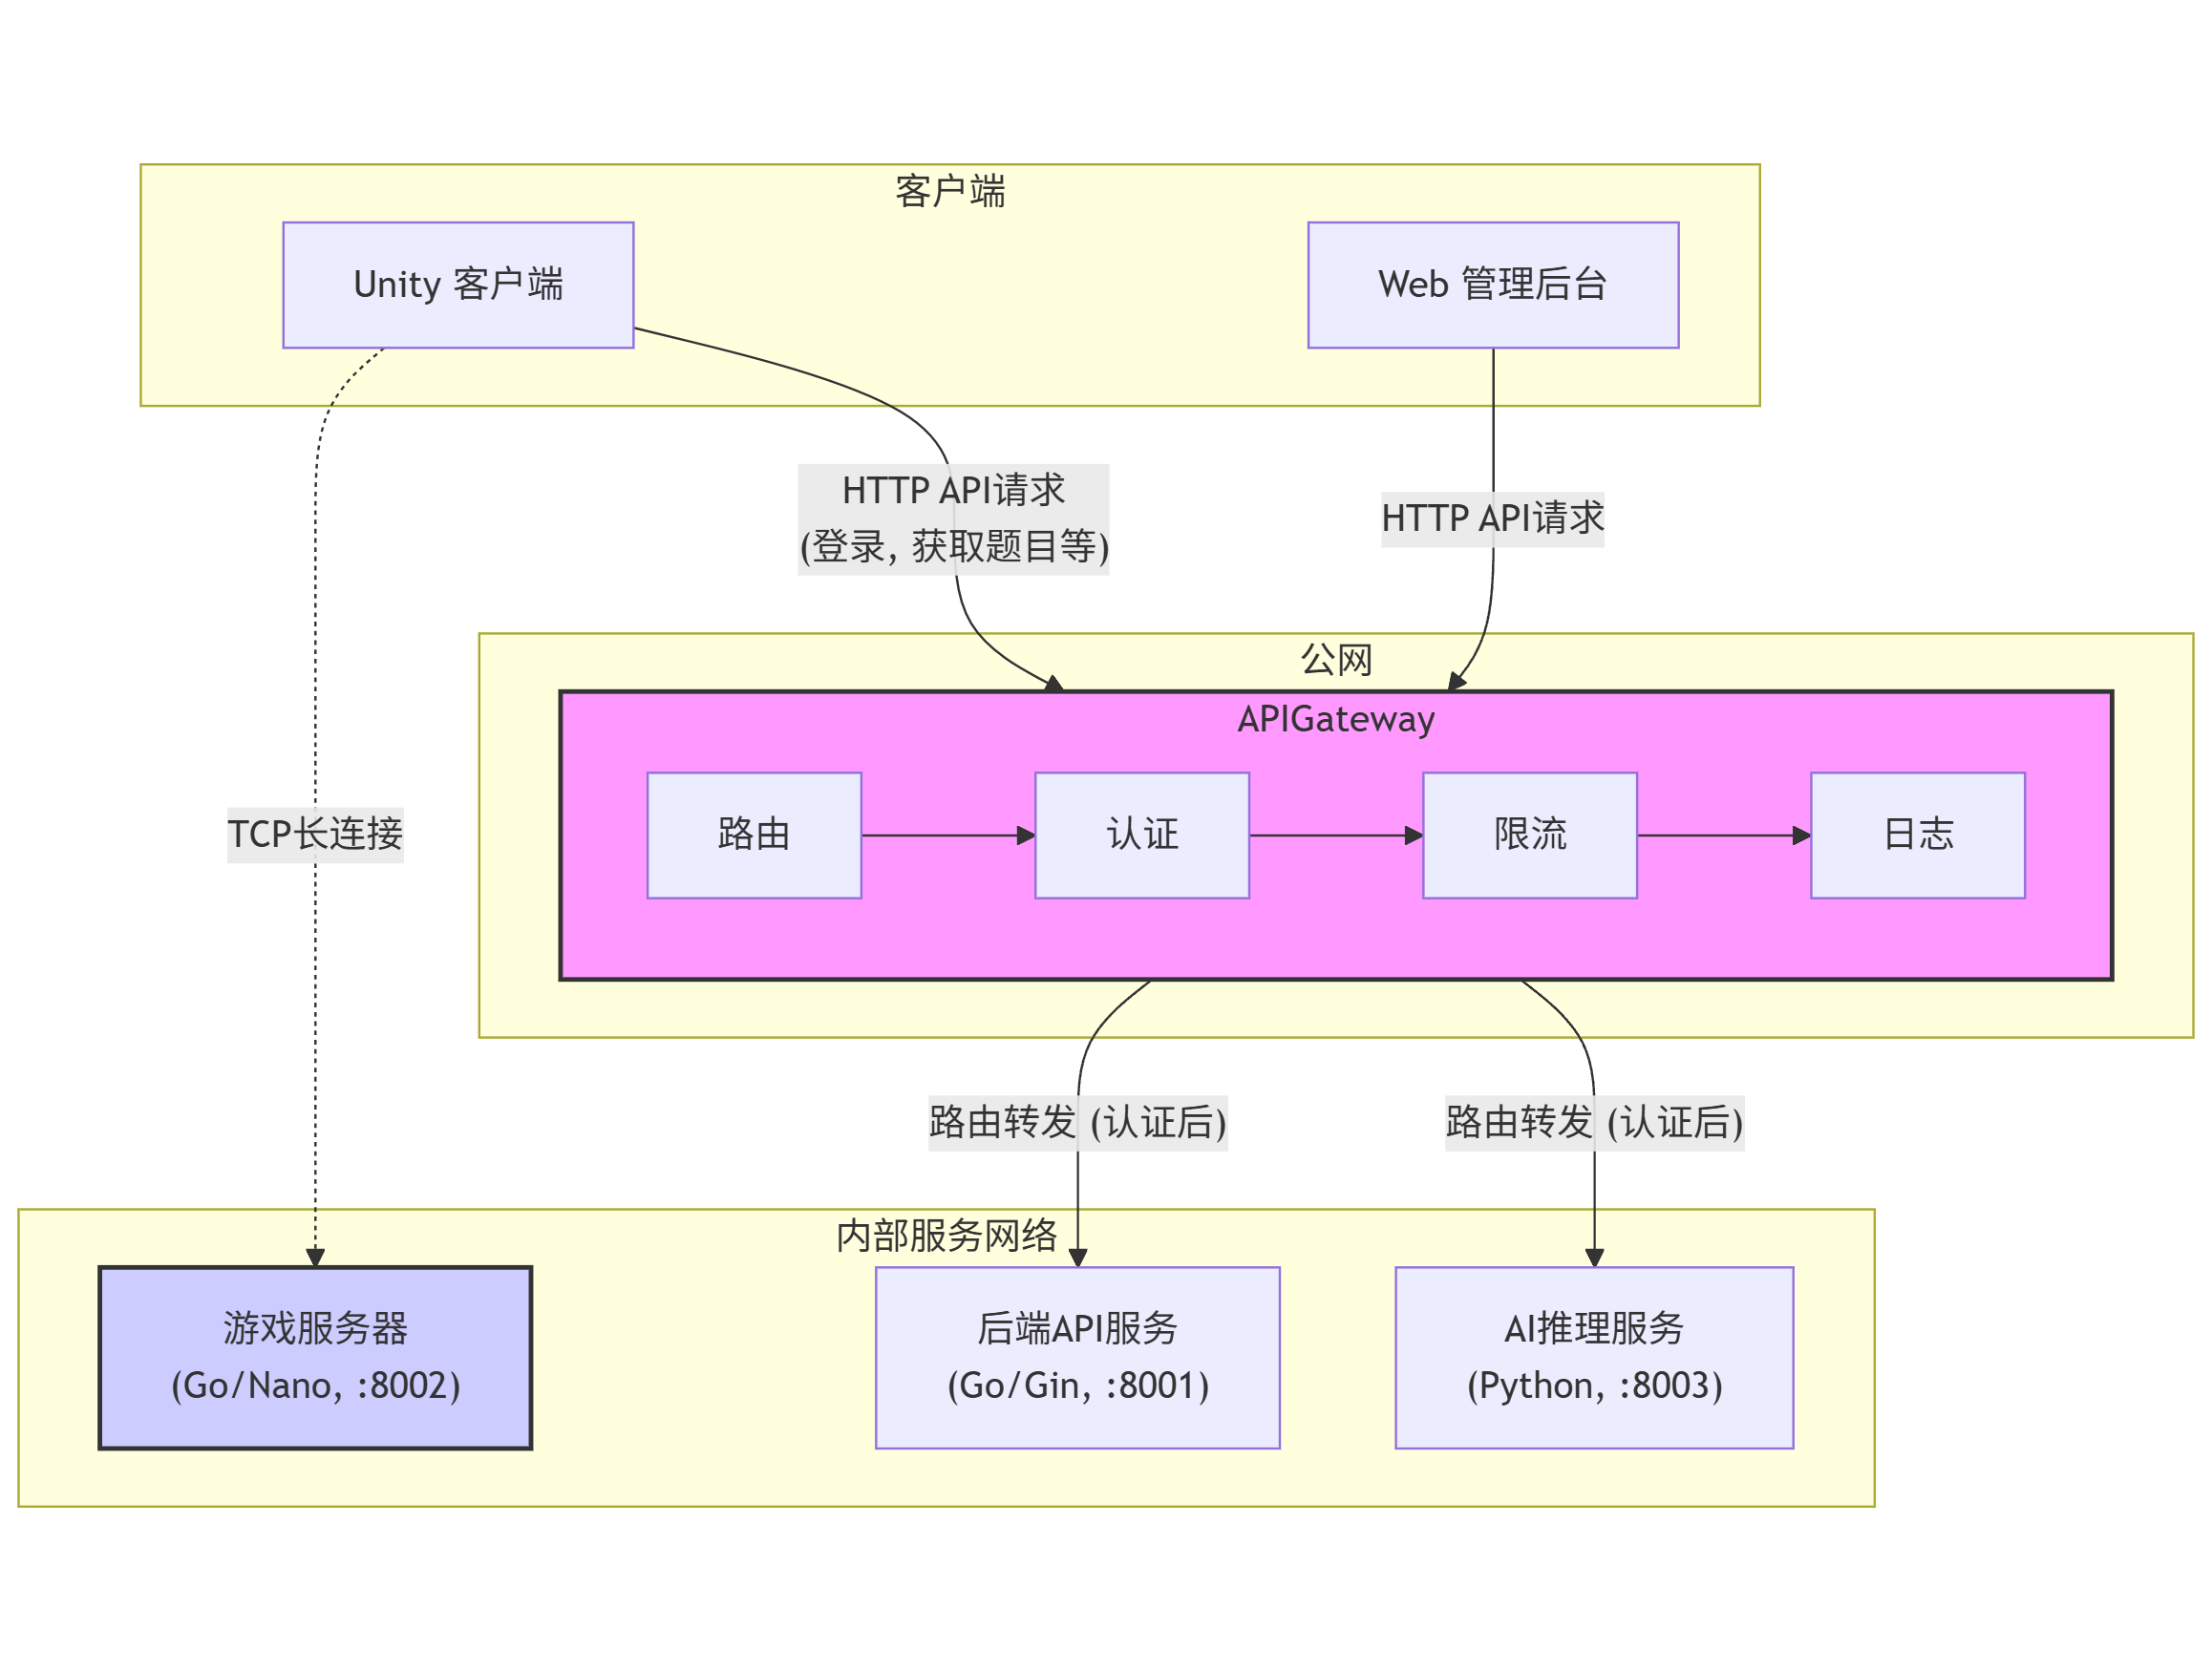 客户端
Unity 客户端
Web 管理后台
HTTP API请求
(登录, 获取题目等)
HTTP API请求
公网
APIGateway
路由
认证
限流
日志
TCP长连接
路由转发 (认证后)
路由转发 (认证后)
内部服务网络
游戏服务器
(Go/Nano, :8002)
后端API服务
(Go/Gin, :8001)
AI推理服务
(Python, :8003)